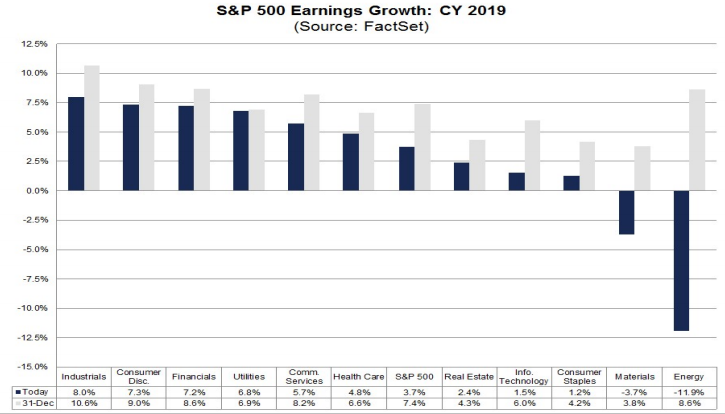 S&P 500 Earnings Growth: CY 2019
(Source: FactSet)
12.5%
10.0%
7.5%
5.0%
2.5%
0.0%
-2.5%
-5.0%
-7.5%
-10.0%
-12.5%
-15.0%
Industrials Consumer Disc. Financials Utilities Comm. Services Health Care S&P 500 Real Estate Info. Technology Consumer Staples Materials Energy
Today 8.0% 7.3% 7.2% 6.8% 5.7% 4.8% 3.7% 2.4% 1.5% 1.2% -3.7% -11.9%
31-Dec 10.6% 9.0% 8.6% 6.9% 8.2% 6.6% 7.4% 4.3% 6.0% 4.2% 3.8% 8.6%